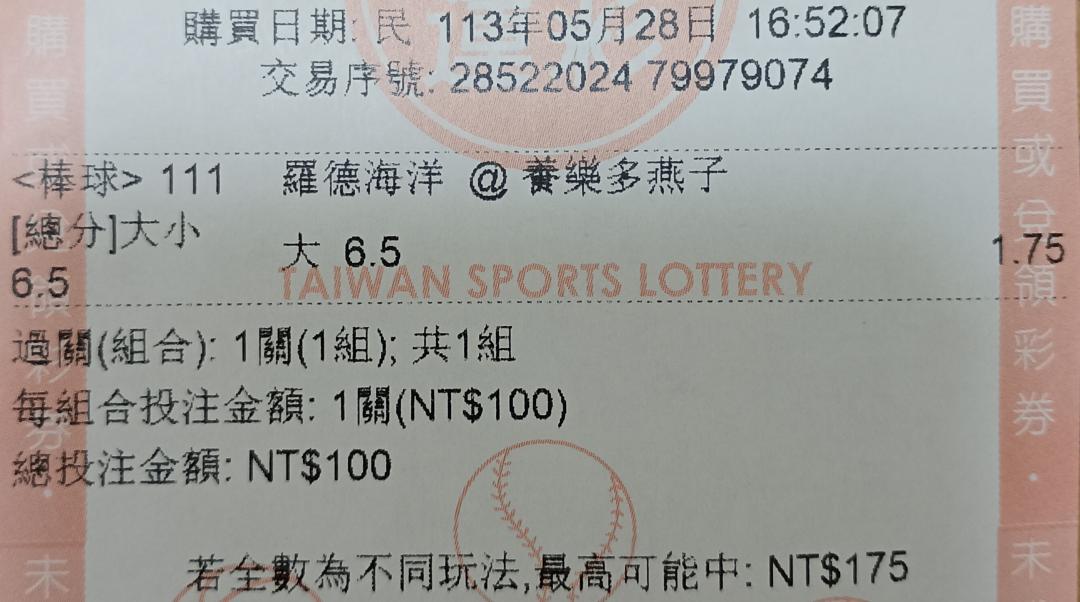 購買日期: 民 113年05月28日 16:52:07
交易序號: 28522024 79979074
<棒球> 111 羅德海洋 @ 養樂多燕子
[總分]大小 大 6.5 1.75
6.5
TAIWAN SPORTS LOTTERY
過關(組合): 1關(1組); 共1組
每組合投注金額: 1關(NT$100)
總投注金額: NT$100
若全數為不同玩法,最高可能中: NT$175
購買或兌領彩券.未
購買